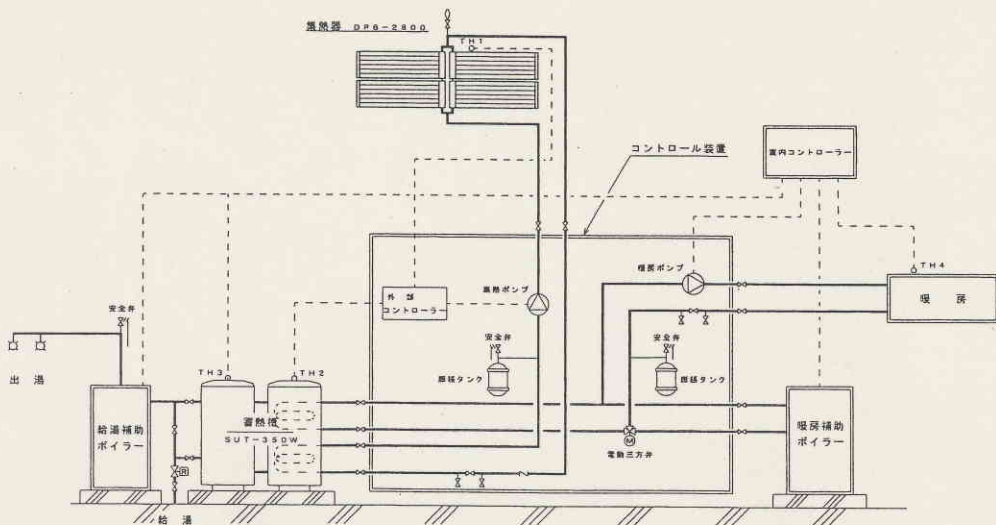 集熱器 DP6-2800
TH1
コントロール装置
室内コントローラー
暖房ポンプ
TH4
暖房
集熱ポンプ
外部
コントローラー
安全弁
安全弁
安全弁
出湯
TH3
TH2
膨張タンク
膨張タンク
給湯補助
ボイラー
蓄熱槽
SUT-350W
M
電動三方弁
暖房補助
ボイラー
給湯